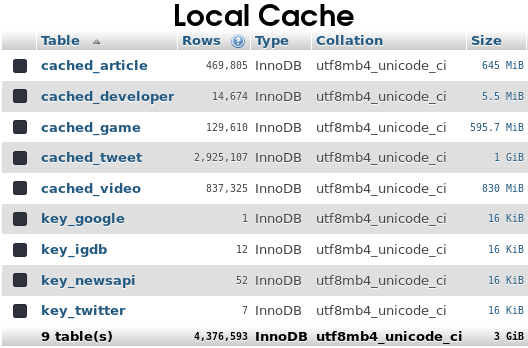 Local Cache
Table Rows Type Collation Size
cached_article 469,805 InnoDB utf8mb4_unicode_ci 645 MiB
cached_developer 14,674 InnoDB utf8mb4_unicode_ci 5.5 MiB
cached_game 129,610 InnoDB utf8mb4_unicode_ci 595.7 MiB
cached_tweet 2,925,107 InnoDB utf8mb4_unicode_ci 1 GiB
cached_video 837,325 InnoDB utf8mb4_unicode_ci 830 MiB
key_google 1 InnoDB utf8mb4_unicode_ci 16 KiB
key_igdb 12 InnoDB utf8mb4_unicode_ci 16 KiB
key_newsapi 52 InnoDB utf8mb4_unicode_ci 16 KiB
key_twitter 7 InnoDB utf8mb4_unicode_ci 16 KiB
9 table(s) 4,376,593 InnoDB utf8mb4_unicode_ci 3 GiB